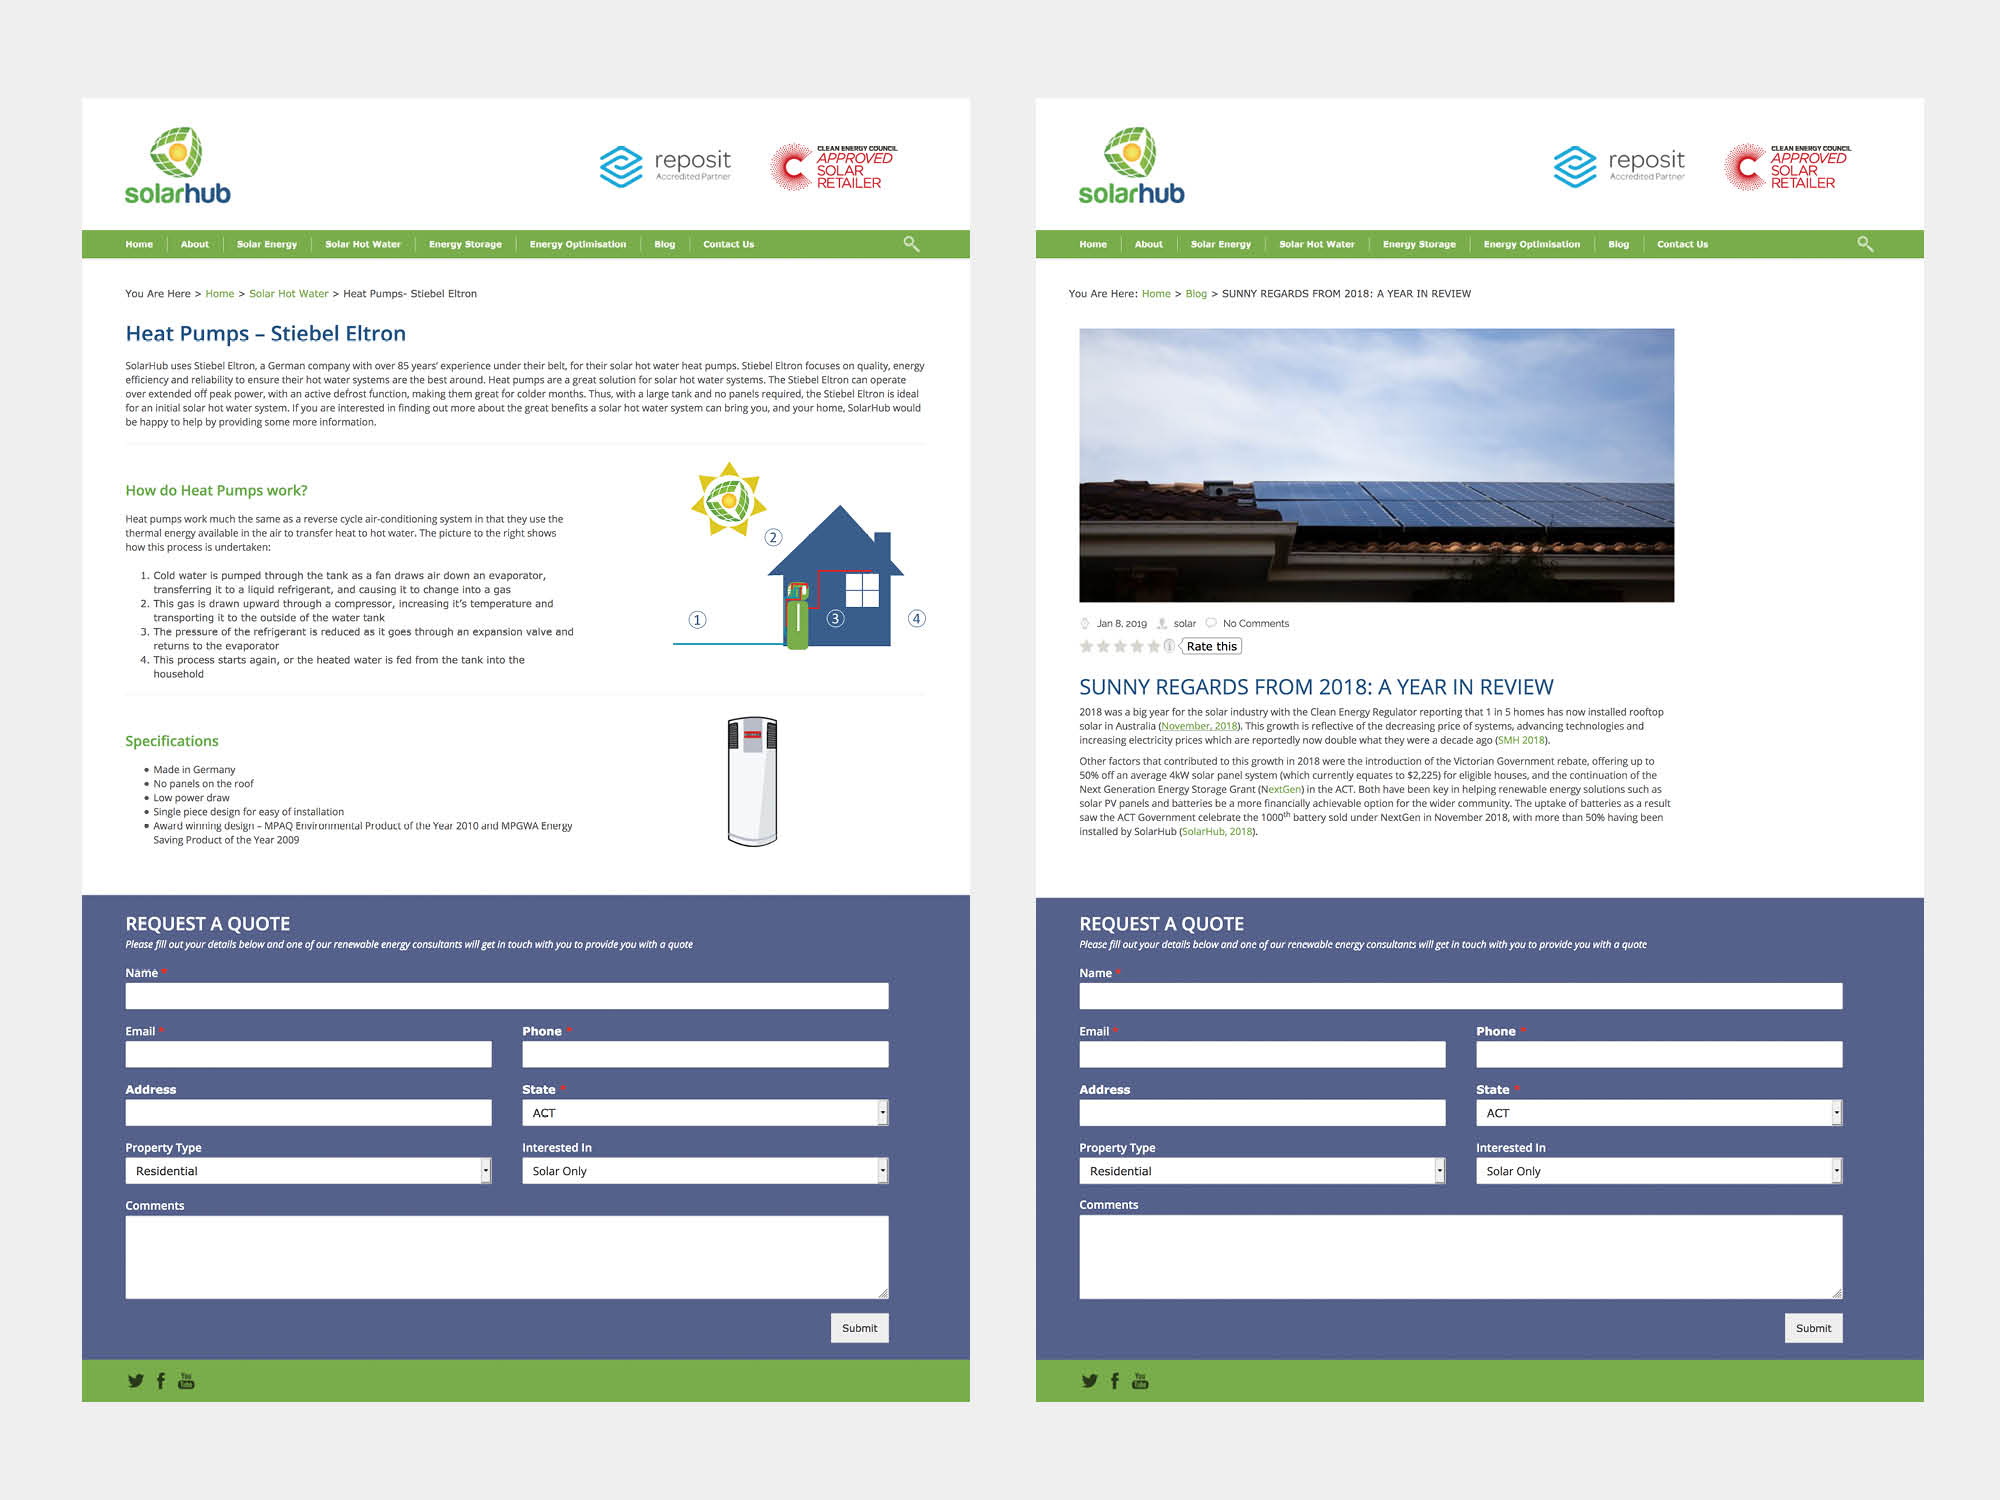 solarhub
reposit
Accredited Partner
CLEAN ENERGY COUNCIL
APPROVED
SOLAR
RETAILER
Home
About
Solar Energy
Solar Hot Water
Energy Storage
Energy Optimisation
Blog
Contact Us
You Are Here > Home > Solar Hot Water > Heat Pumps- Stiebel Eltron
Heat Pumps – Stiebel Eltron
SolarHub uses Stiebel Eltron, a German company with over 85 years’ experience under their belt, for their solar hot water heat pumps. Stiebel Eltron focuses on quality, energy
efficiency and reliability to ensure their hot water systems are the best around. Heat pumps are a great solution for solar hot water systems. The Stiebel Eltron can operate
over extended off peak power, with an active defrost function, making them great for colder months. Thus, with a large tank and no panels required, the Stiebel Eltron is ideal
for an initial solar hot water system. If you are interested in finding out more about the great benefits a solar hot water system can bring you, and your home, SolarHub would
be happy to help by providing some more information.
How do Heat Pumps work?
Heat pumps work much the same as a reverse cycle air-conditioning system in that they use the
thermal energy available in the air to transfer heat to hot water. The picture to the right shows
how this process is undertaken:
1. Cold water is pumped through the tank as a fan draws air down an evaporator,
transferring it to a liquid refrigerant, and causing it to change into a gas
2. This gas is drawn upward through a compressor, increasing it’s temperature and
transporting it to the outside of the water tank
3. The pressure of the refrigerant is reduced as it goes through an expansion valve and
returns to the evaporator
4. This process starts again, or the heated water is fed from the tank into the
household
2
1
3
4
Specifications
• Made in Germany
• No panels on the roof
• Low power draw
• Single piece design for easy of installation
• Award winning design – MPAQ Environmental Product of the Year 2010 and MPGWA Energy
Saving Product of the Year 2009
REQUEST A QUOTE
Please fill out your details below and one of our renewable energy consultants will get in touch with you to provide you with a quote
Name *
Email *
Phone *
Address
State *
ACT
Property Type
Interested In
Residential
Solar Only
Comments
Submit
You
Tube
solarhub
reposit
Accredited Partner
CLEAN ENERGY COUNCIL
APPROVED
SOLAR
RETAILER
Home
About
Solar Energy
Solar Hot Water
Energy Storage
Energy Optimisation
Blog
Contact Us
You Are Here: Home > Blog > SUNNY REGARDS FROM 2018: A YEAR IN REVIEW
Jan 8, 2019 solar No Comments
Rate this
SUNNY REGARDS FROM 2018: A YEAR IN REVIEW
2018 was a big year for the solar industry with the Clean Energy Regulator reporting that 1 in 5 homes has now installed rooftop
solar in Australia (November, 2018). This growth is reflective of the decreasing price of systems, advancing technologies and
increasing electricity prices which are reportedly now double what they were a decade ago (SMH 2018).
Other factors that contributed to this growth in 2018 were the introduction of the Victorian Government rebate, offering up to
50% off an average 4kW solar panel system (which currently equates to $2,225) for eligible houses, and the continuation of the
Next Generation Energy Storage Grant (NextGen) in the ACT. Both have been key in helping renewable energy solutions such as
solar PV panels and batteries be a more financially achievable option for the wider community. The uptake of batteries as a result
saw the ACT Government celebrate the 1000th battery sold under NextGen in November 2018, with more than 50% having been
installed by SolarHub (SolarHub, 2018).
REQUEST A QUOTE
Please fill out your details below and one of our renewable energy consultants will get in touch with you to provide you with a quote
Name *
Email *
Phone *
Address
State *
ACT
Property Type
Interested In
Residential
Solar Only
Comments
Submit
You
Tube